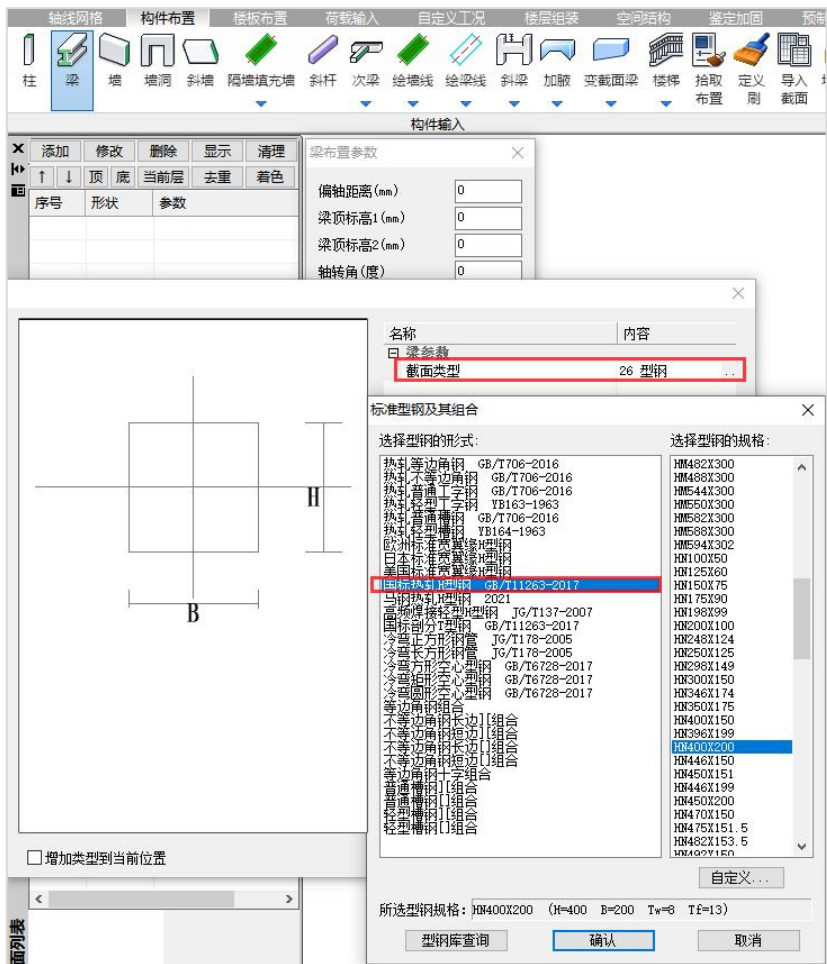 轴线网格 构件布置 楼板布置 荷载输入 自定义工况 楼层组装 空间结构 鉴定加固 预制
柱 梁 墙 墙洞 斜墙 隔墙填充墙 斜杆 次梁 绘墙线 绘梁线 斜梁 加腋 变截面梁 楼梯 拾取布置 定义刷 导入截面
构件输入
添加 修改 删除 显示 清理
↑ ↓ 顶 底 当前层 去重 着色
序号 形状 参数
梁布置参数
偏轴距离(mm) 0
梁顶标高1(mm) 0
梁顶标高2(mm) 0
轴转角(度) 0
名称 内容
梁参数
截面类型 26 型钢 ..
H
B
增加类型到当前位置
面列表
标准型钢及其组合
选择型钢的形式:
热轧等边角钢 GB/T706-2016
热轧不等边角钢 GB/T706-2016
热轧普通工字钢 GB/T706-2016
热轧轻型工字钢 YB163-1963
热轧普通槽钢 GB/T706-2016
热轧轻型槽钢 YB164-1963
欧洲标准宽翼缘H型钢
日本标准宽翼缘H型钢
美国标准宽翼缘H型钢
国标热轧H型钢 GB/T11263-2017
马钢热轧H型钢 2021
高频焊接轻型H型钢 JG/T137-2007
国标剖分T型钢 GB/T11263-2017
冷弯正方形钢管 JG/T178-2005
冷弯长方形钢管 JG/T178-2005
冷弯方形空心型钢 GB/T6728-2017
冷弯矩形空心型钢 GB/T6728-2017
冷弯圆形空心型钢 GB/T6728-2017
等边角钢组合
不等边角钢长边][组合
不等边角钢短边][组合
不等边角钢长边[]组合
不等边角钢短边[]组合
等边角钢十字组合
普通槽钢][组合
普通槽钢[]组合
轻型槽钢][组合
轻型槽钢[]组合
选择型钢的规格:
HM482X300
HM488X300
HM544X300
HM550X300
HM582X300
HM588X300
HM594X302
HN100X50
HN125X60
HN150X75
HN175X90
HN198X99
HN200X100
HN248X124
HN250X125
HN298X149
HN300X150
HN346X174
HN350X175
HN400X150
HN396X199
HN400X200
HN446X150
HN450X151
HN446X199
HN450X200
HN470X150
HN475X151.5
HN482X153.5
HN492X150
自定义...
所选型钢规格: HN400X200 (H=400 B=200 Tw=8 Tf=13)
型钢库查询 确认 取消